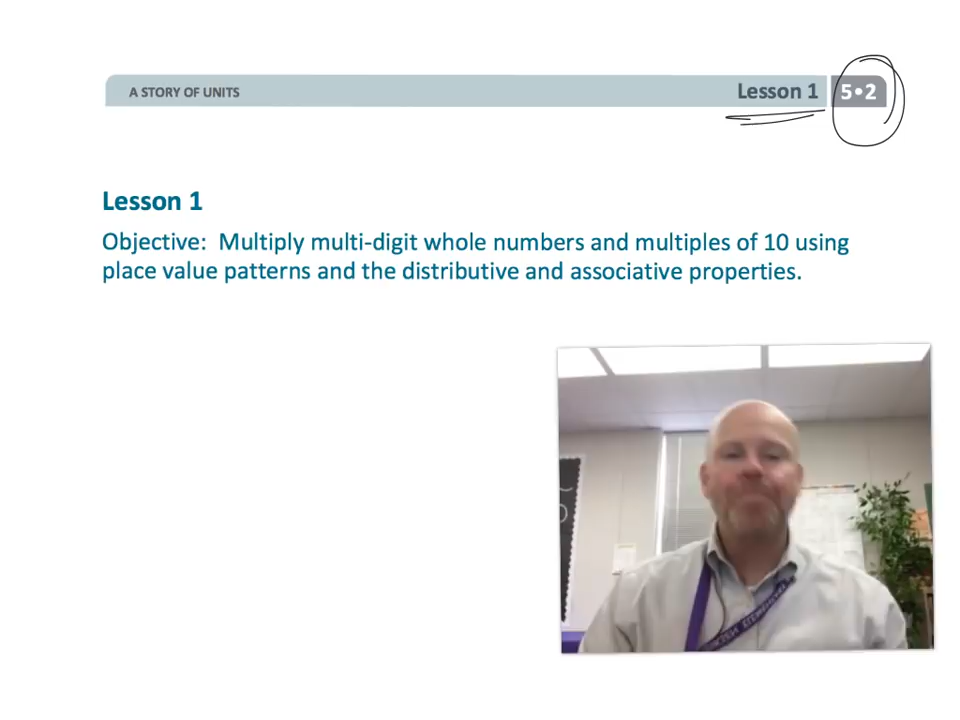 A STORY OF UNITS
Lesson 1
5•2
Lesson 1
Objective: Multiply multi-digit whole numbers and multiples of 10 using
place value patterns and the distributive and associative properties.